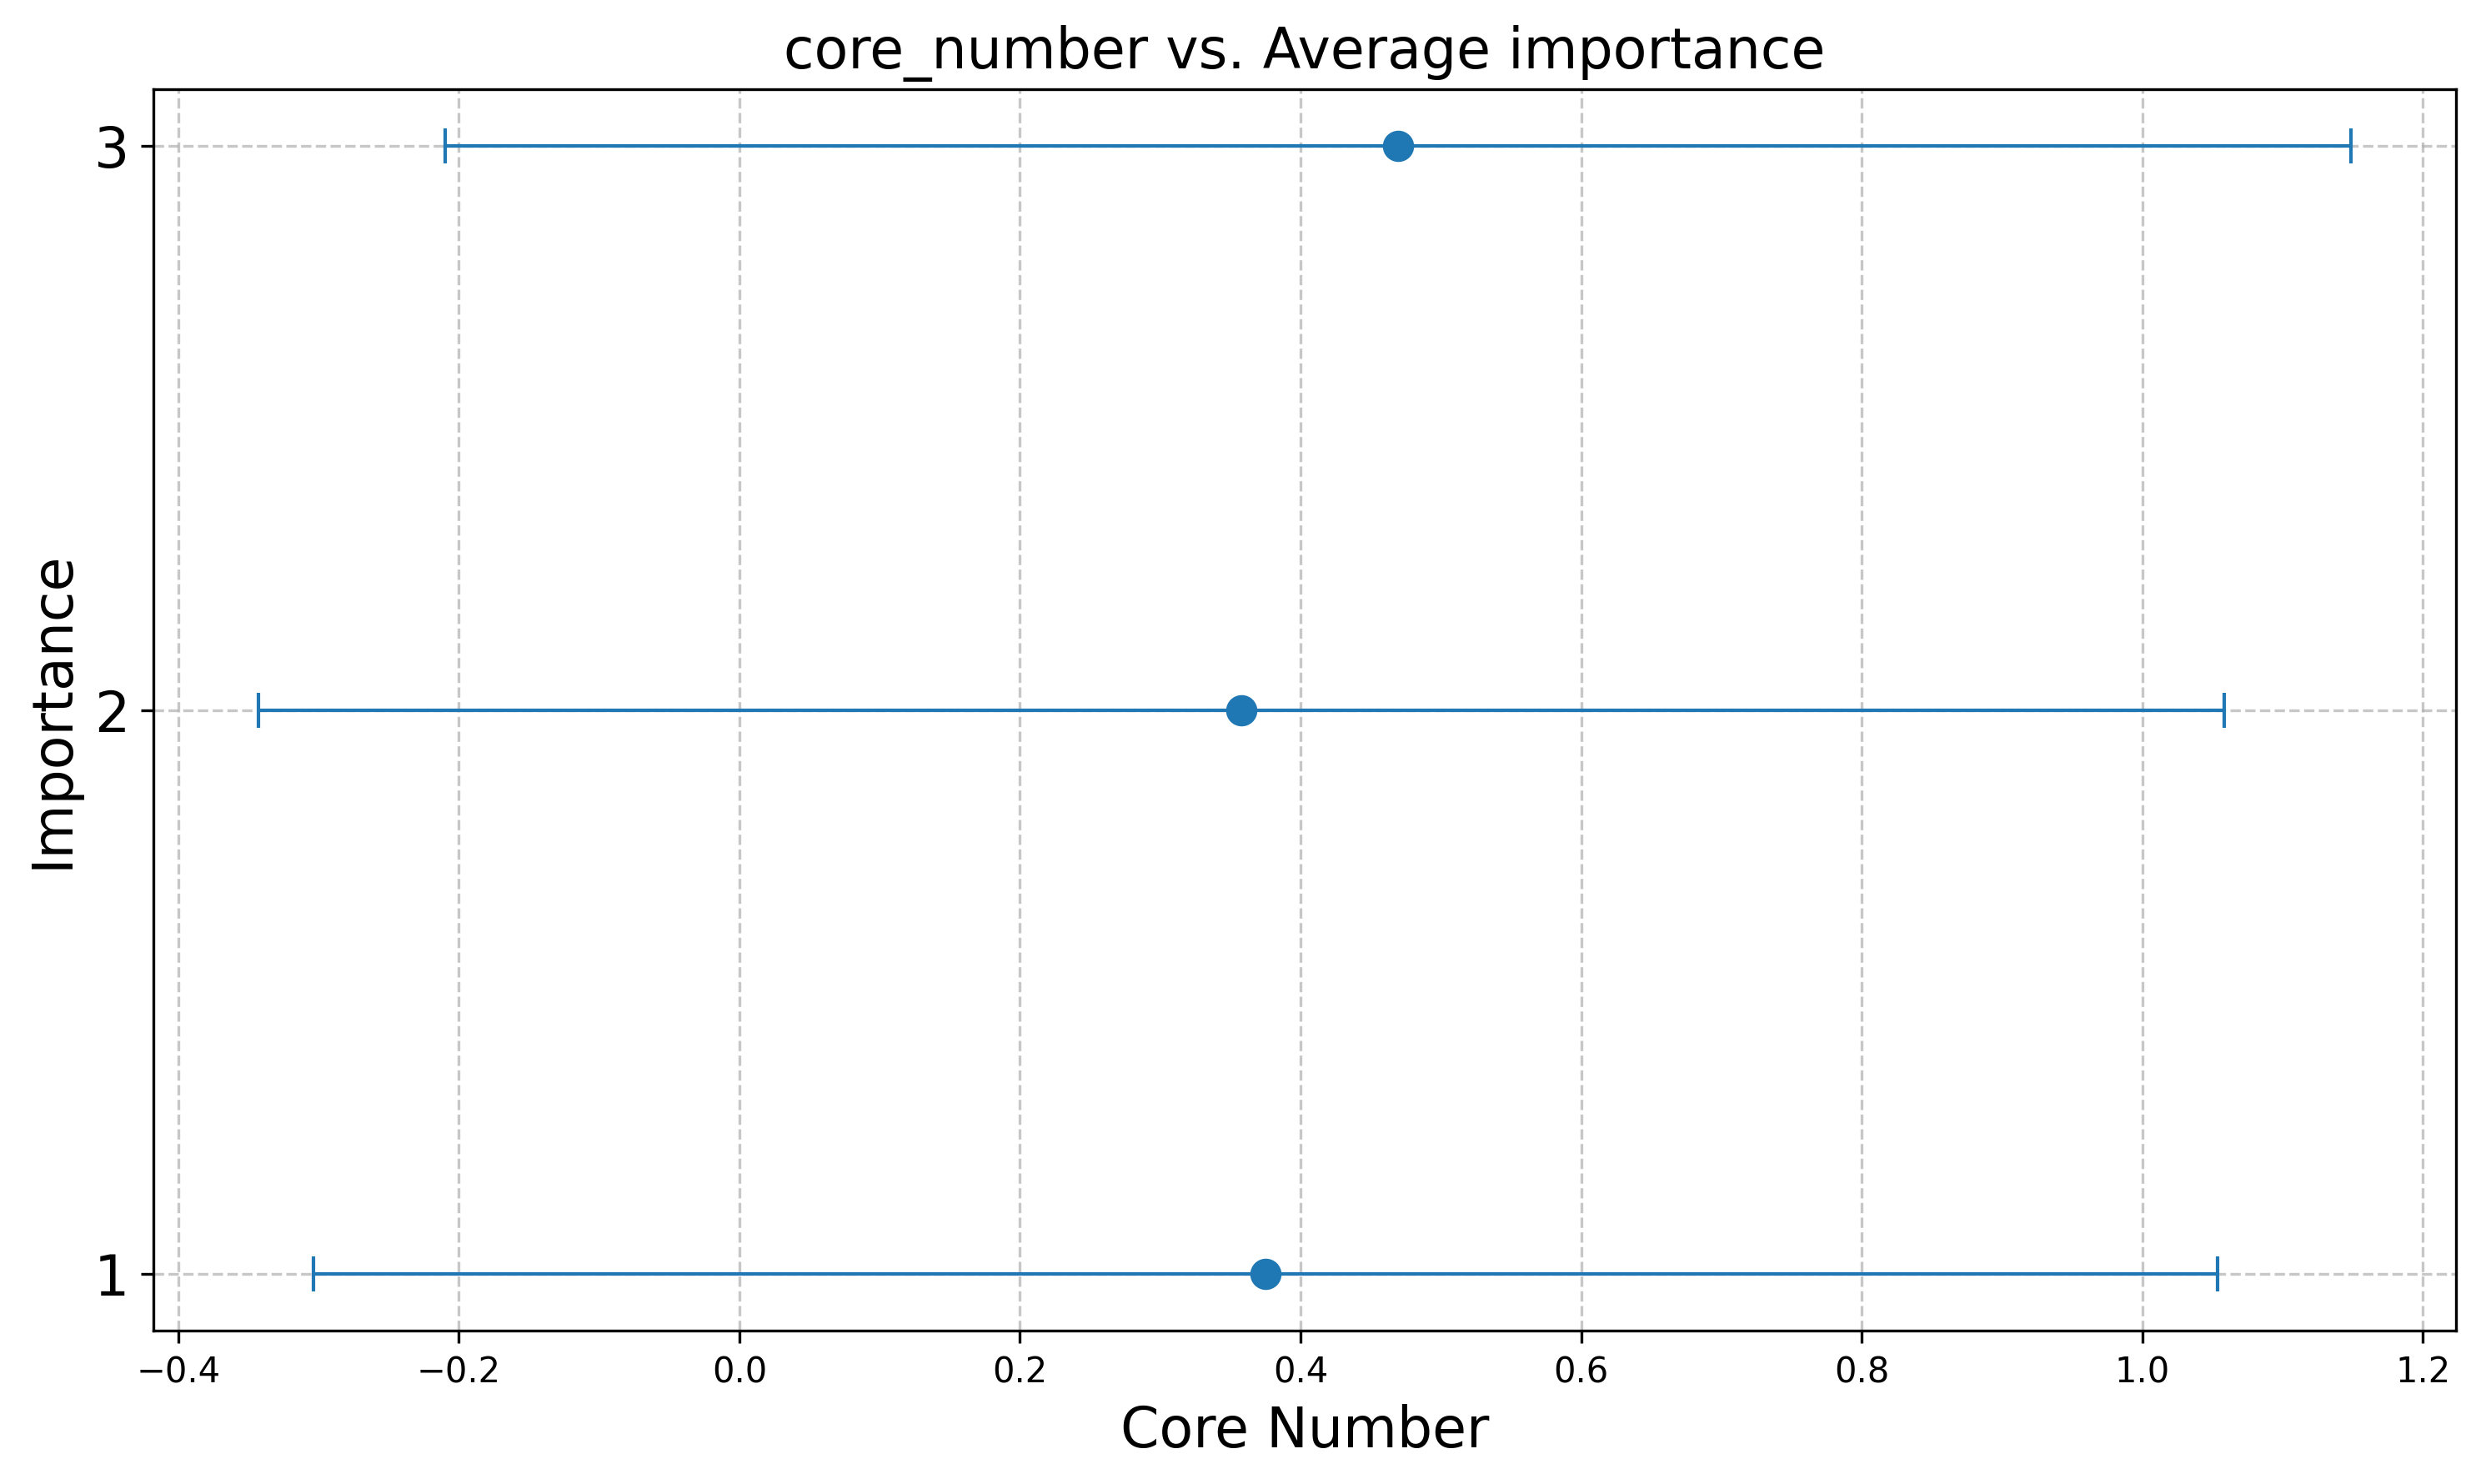 core_number vs. Average importance
3
2
1
Importance
−0.4 −0.2 0.0 0.2 0.4 0.6 0.8 1.0 1.2
Core Number